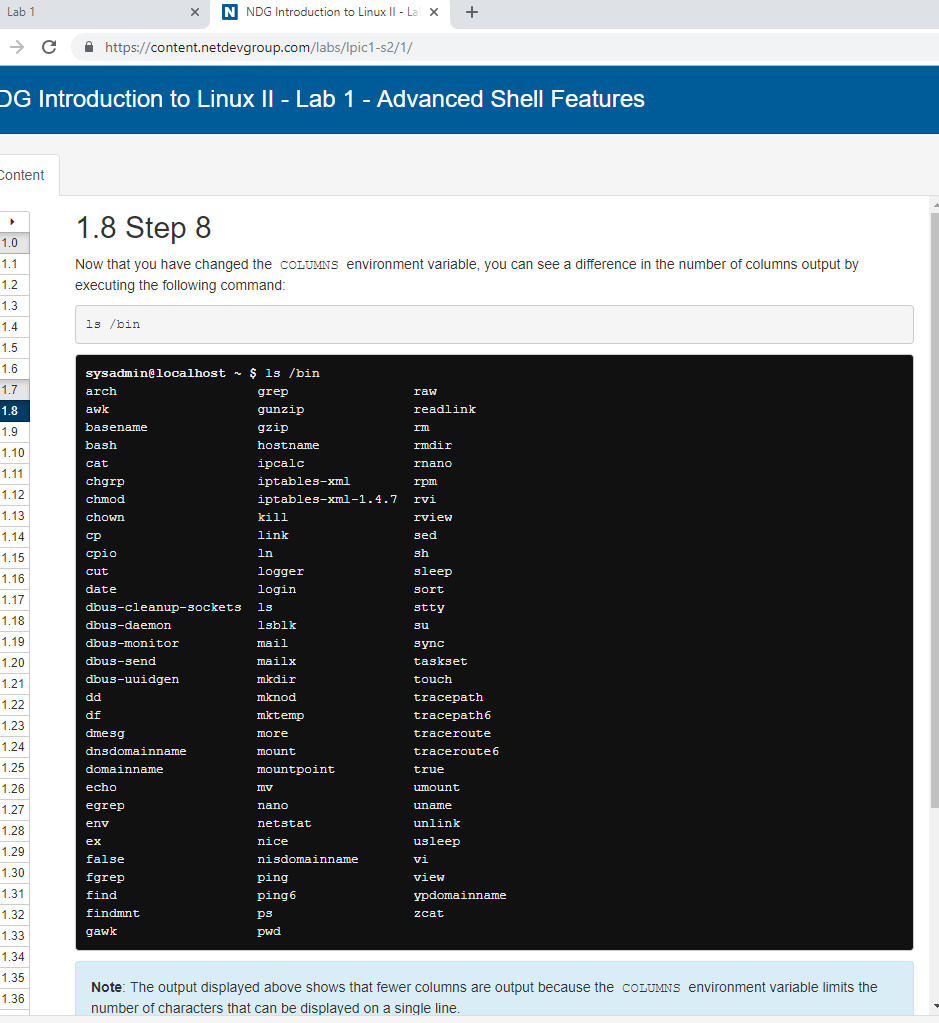 Lab 1
NDG Introduction to Linux II - La
https://content.netdevgroup.com/labs/lpic1-s2/1/
DG Introduction to Linux II - Lab 1 - Advanced Shell Features
Content
1.0
1.1
1.2
1.3
1.4
1.5
1.6
1.7
1.8
1.9
1.10
1.11
1.12
1.13
1.14
1.15
1.16
1.17
1.18
1.19
1.20
1.21
1.22
1.23
1.24
1.25
1.26
1.27
1.28
1.29
1.30
1.31
1.32
1.33
1.34
1.35
1.36
1.8 Step 8
Now that you have changed the COLUMNS environment variable, you can see a difference in the number of columns output by
executing the following command:
ls /bin
sysadmin@localhost ~ $ ls /bin
arch grep raw
awk gunzip readlink
basename gzip rm
bash hostname rmdir
cat ipcalc rnano
chgrp iptables-xml rpm
chmod iptables-xml-1.4.7 rvi
chown kill rview
cp link sed
cpio ln sh
cut logger sleep
date login sort
dbus-cleanup-sockets ls stty
dbus-daemon lsblk su
dbus-monitor mail sync
dbus-send mailx taskset
dbus-uuidgen mkdir touch
dd mknod tracepath
df mktemp tracepath6
dmesg more traceroute
dnsdomainname mount traceroute6
domainname mountpoint true
echo mv umount
egrep nano uname
env netstat unlink
ex nice usleep
false nisdomainname vi
fgrep ping view
find ping6 ypdomainname
findmnt ps zcat
gawk pwd
Note: The output displayed above shows that fewer columns are output because the COLUMNS environment variable limits the
number of characters that can be displayed on a single line.